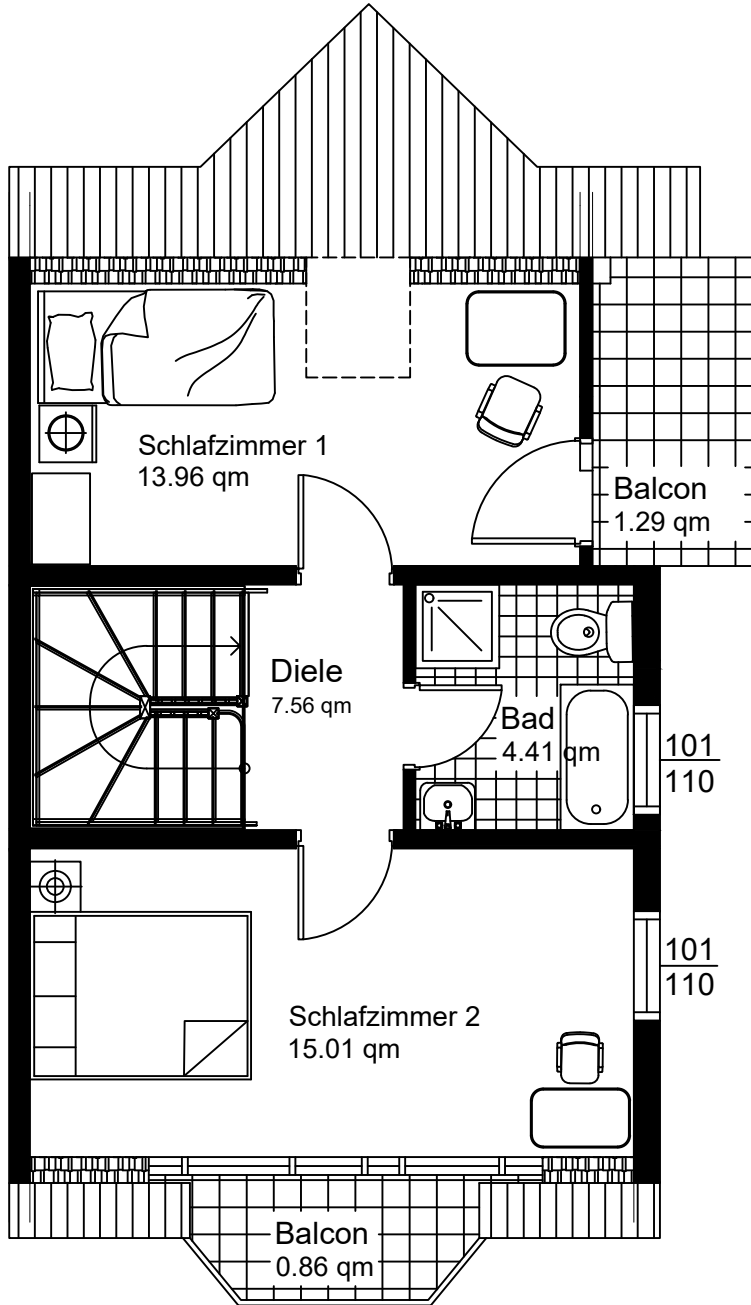 Schlafzimmer 1
13.96 qm
Balcon
1.29 qm
Diele
7.56 qm
Bad
4.41 qm
101
110
101
110
Schlafzimmer 2
15.01 qm
Balcon
0.86 qm